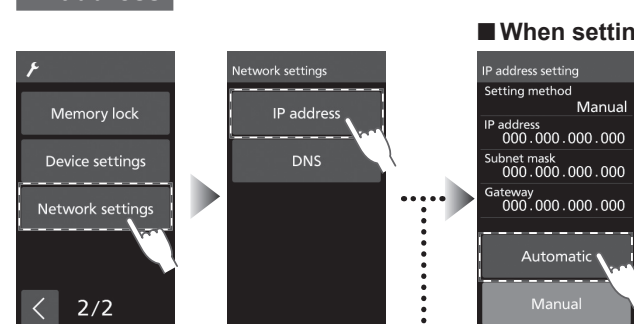 ■ When settin
Memory lock
Device settings
Network settings
< 2/2
Network settings
IP address
DNS
IP address setting
Setting method
Manual
IP address
000.000.000.000
Subnet mask
000.000.000.000
Gateway
000.000.000.000
Automatic
Manual